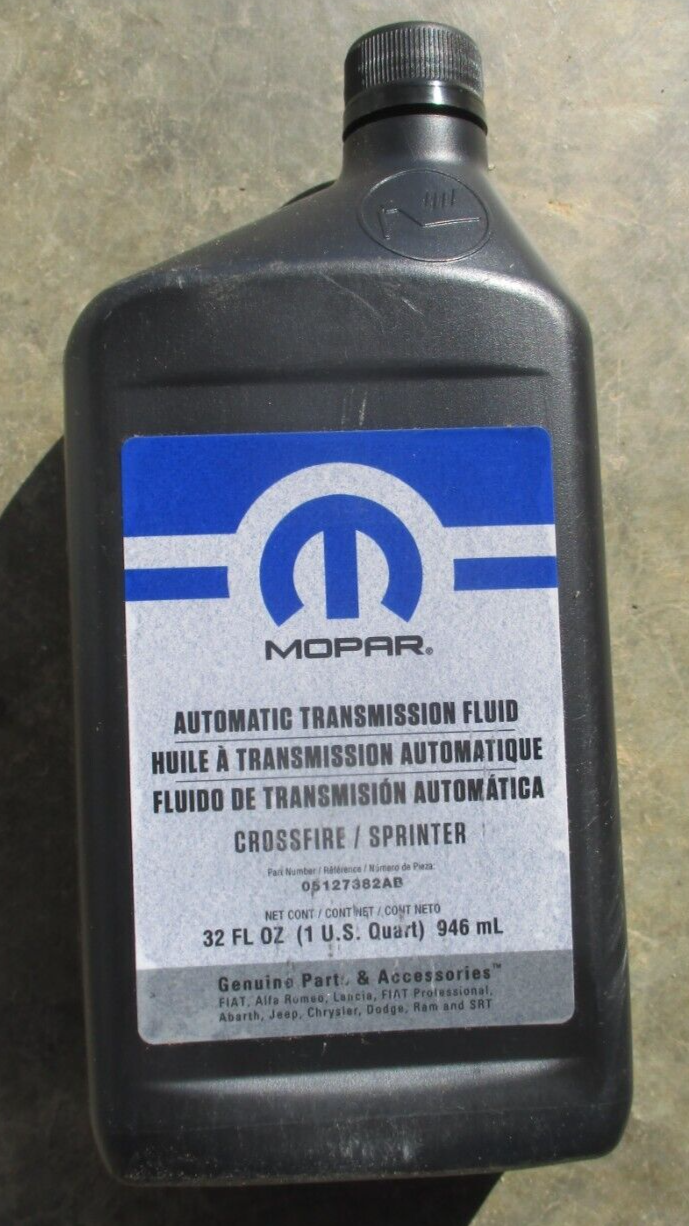 MOPAR®
AUTOMATIC TRANSMISSION FLUID
HUILE À TRANSMISSION AUTOMATIQUE
FLUIDO DE TRANSMISIÓN AUTOMÁTICA
CROSSFIRE / SPRINTER
Part Number / Référence / Número de Pieza:
05127382AB
NET CONT / CONT NET / CONT NETO
32 FL OZ (1 U.S. Quart) 946 mL
Genuine Parts & Accessories™
FIAT, Alfa Romeo, Lancia, FIAT Professional,
Abarth, Jeep, Chrysler, Dodge, Ram and SRT